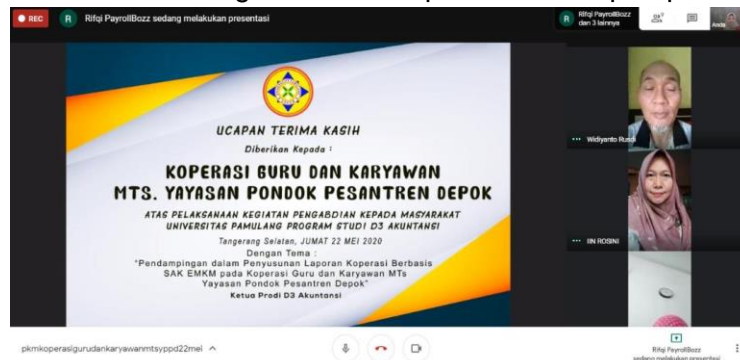 REC
R
Rifqi PayrollBozz sedang melakukan presentasi
R
Rifqi PayrollBozz
dan 3 lainnya
Anda
UCAPAN TERIMA KASIH
Diberikan Kepada :
KOPERASI GURU DAN KARYAWAN
MTS. YAYASAN PONDOK PESANTREN DEPOK
ATAS PELAKSANAAN KEGIATAN PENGABDIAN KEPADA MASYARAKAT
UNIVERSITAS PAMULANG PROGRAM STUDI D3 AKUNTANSI
Tangerang Selatan, JUMAT 22 MEI 2020
Dengan Tema :
"Pendampingan dalam Penyusunan Laporan Koperasi Berbasis
SAK EMKM pada Koperasi Guru dan Karyawan MTs
Yayasan Pondok Pesantren Depok"
Ketua Prodi D3 Akuntansi
Widiyanto Rusdi
IIN ROSINI
pkmkoperasigurudankaryawanmtsyppd22mei
Rifqi PayrollBozz
sedang melakukan presentasi